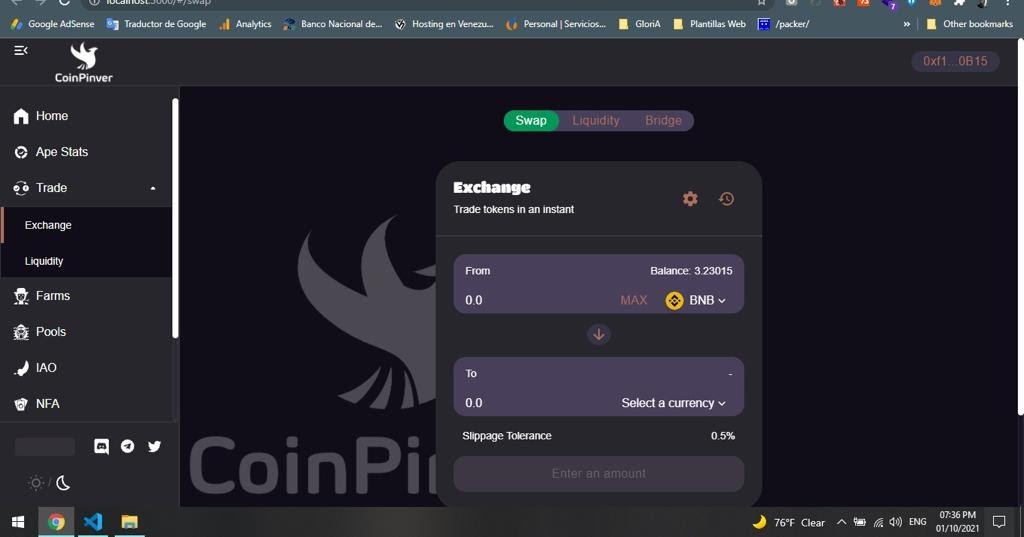 localhost:3000/#/swap
Google AdSense
Traductor de Google
Analytics
Banco Nacional de...
Hosting en Venezu...
Personal | Servicios...
GloriA
Plantillas Web
/packer/
»
Other bookmarks
73
7
CoinPinver
0xf1...0B15
Home
Ape Stats
Trade
Exchange
Liquidity
Farms
Pools
IAO
NFA
/
Swap
Liquidity
Bridge
Exchange
Trade tokens in an instant
From
Balance: 3.23015
0.0
MAX
BNB
To
-
0.0
Select a currency
Slippage Tolerance
0.5%
Enter an amount
CoinPin
76°F Clear
ENG
07:36 PM
01/10/2021